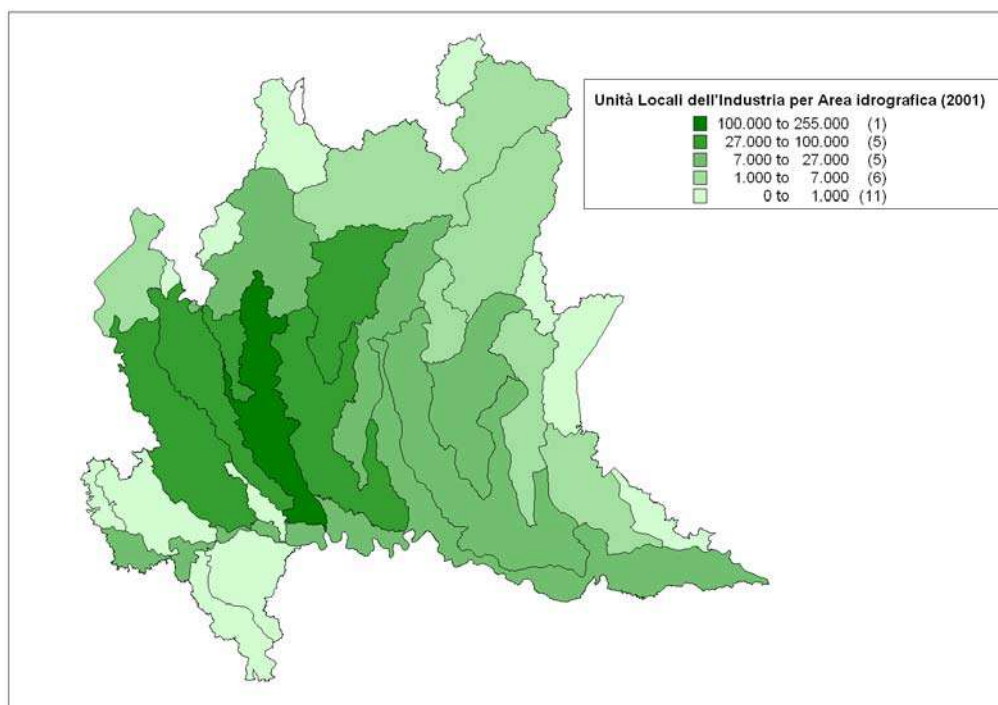 Unità Locali dell'Industria per Area idrografica (2001)
100.000 to 255.000 (1)
27.000 to 100.000 (5)
7.000 to 27.000 (5)
1.000 to 7.000 (6)
0 to 1.000 (11)